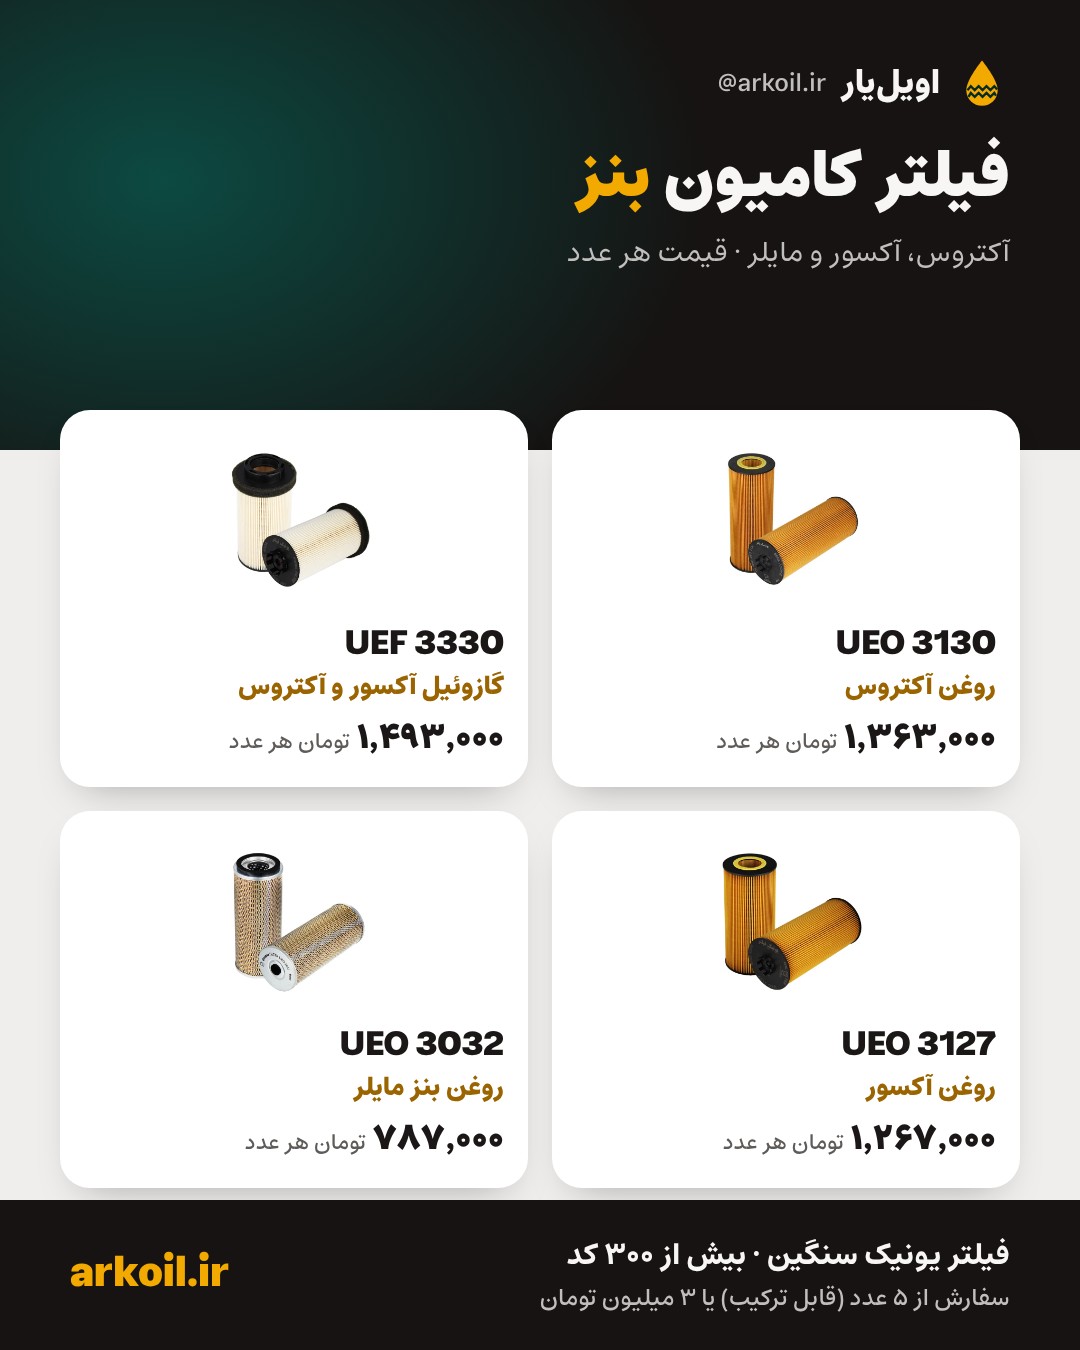 اویل‌یار @arkoil.ir
فیلتر کامیون بنز
آکتروس، آکسور و مایلر · قیمت هر عدد
UEO 3130
روغن آکتروس
۱,۳۶۳,۰۰۰ تومان هر عدد
UEF 3330
گازوئیل آکسور و آکتروس
۱,۴۹۳,۰۰۰ تومان هر عدد
UEO 3127
روغن آکسور
۱,۲۶۷,۰۰۰ تومان هر عدد
UEO 3032
روغن بنز مایلر
۷۸۷,۰۰۰ تومان هر عدد
فیلتر یونیک سنگین · بیش از ۳۰۰ کد
سفارش از ۵ عدد (قابل ترکیب) یا ۳ میلیون تومان
arkoil.ir